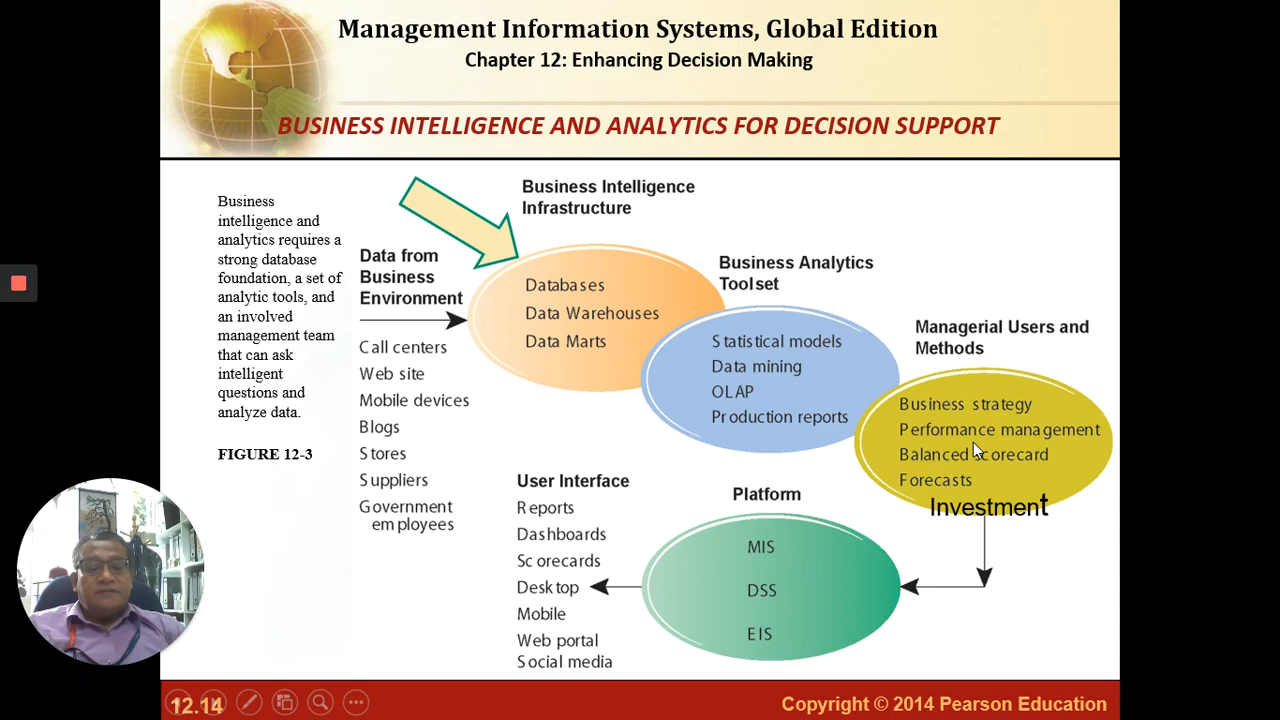 Management Information Systems, Global Edition
Chapter 12: Enhancing Decision Making
BUSINESS INTELLIGENCE AND ANALYTICS FOR DECISION SUPPORT
Business
intelligence and
analytics requires a
strong database
foundation, a set of
analytic tools, and
an involved
management team
that can ask
intelligent
questions and
analyze data.
FIGURE 12-3
Data from
Business
Environment
Call centers
Web site
Mobile devices
Blogs
Stores
Suppliers
Government
employees
Business Intelligence
Infrastructure
Databases
Data Warehouses
Data Marts
Business Analytics
Toolset
Statistical models
Data mining
OLAP
Production reports
Managerial Users and
Methods
Business strategy
Performance management
Balanced scorecard
Forecasts
Investment
Platform
MIS
DSS
EIS
User Interface
Reports
Dashboards
Scorecards
Desktop
Mobile
Web portal
Social media
12.14
Copyright © 2014 Pearson Education